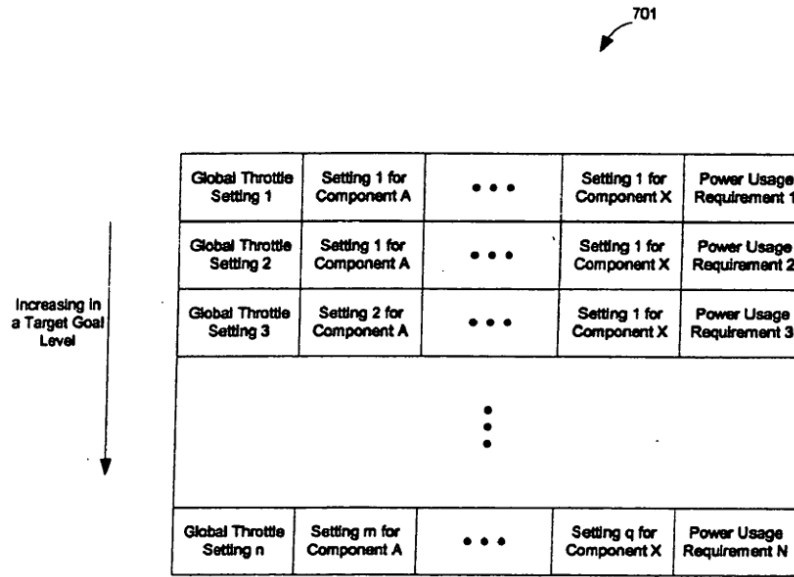 701
Global Throttle
Setting 1
Setting 1 for
Component A
• • •
Setting 1 for
Component X
Power Usage
Requirement 1
Global Throttle
Setting 2
Setting 1 for
Component A
• • •
Setting 1 for
Component X
Power Usage
Requirement 2
Increasing in
a Target Goal
Level
Global Throttle
Setting 3
Setting 2 for
Component A
• • •
Setting 1 for
Component X
Power Usage
Requirement 3
Global Throttle
Setting n
Setting m for
Component A
• • •
Setting q for
Component X
Power Usage
Requirement N